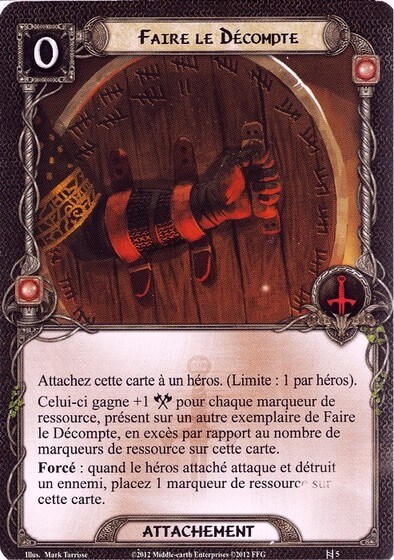 0
FAIRE LE DÉCOMPTE
Attachez cette carte à un héros. (Limite : 1 par héros).
Celui-ci gagne +1 pour chaque marqueur de
ressource, présent sur un autre exemplaire de Faire
le Décompte, en excès par rapport au nombre de
marqueurs de ressource sur cette carte.
Forcé : quand le héros attaché attaque et détruit
un ennemi, placez 1 marqueur de ressource sur
cette carte.
ATTACHEMENT
Illus. Mark Tarrisse
©2012 Middle-earth Enterprises ©2012 FFG
5